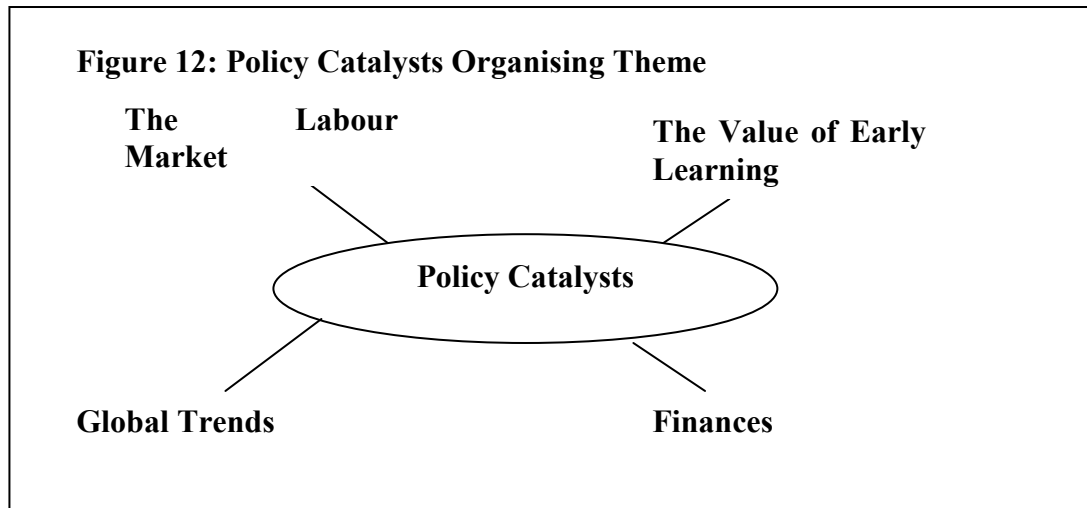 Figure 12: Policy Catalysts Organising Theme
The Labour
Market
The Value of Early
Learning
Policy Catalysts
Global Trends
Finances